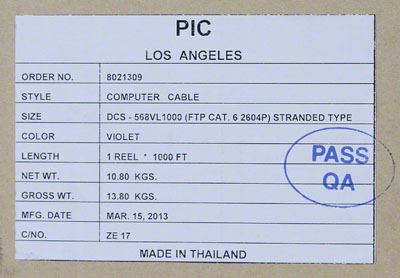 PIC
LOS ANGELES
ORDER NO. 8021309
STYLE COMPUTER CABLE
SIZE DCS - 568VL1000 (FTP CAT. 6 2604P) STRANDED TYPE
COLOR VIOLET
LENGTH 1 REEL * 1000 FT
NET WT. 10.80 KGS.
GROSS WT. 13.80 KGS.
MFG. DATE MAR. 15, 2013
C/NO. ZE 17
MADE IN THAILAND
PASS
QA